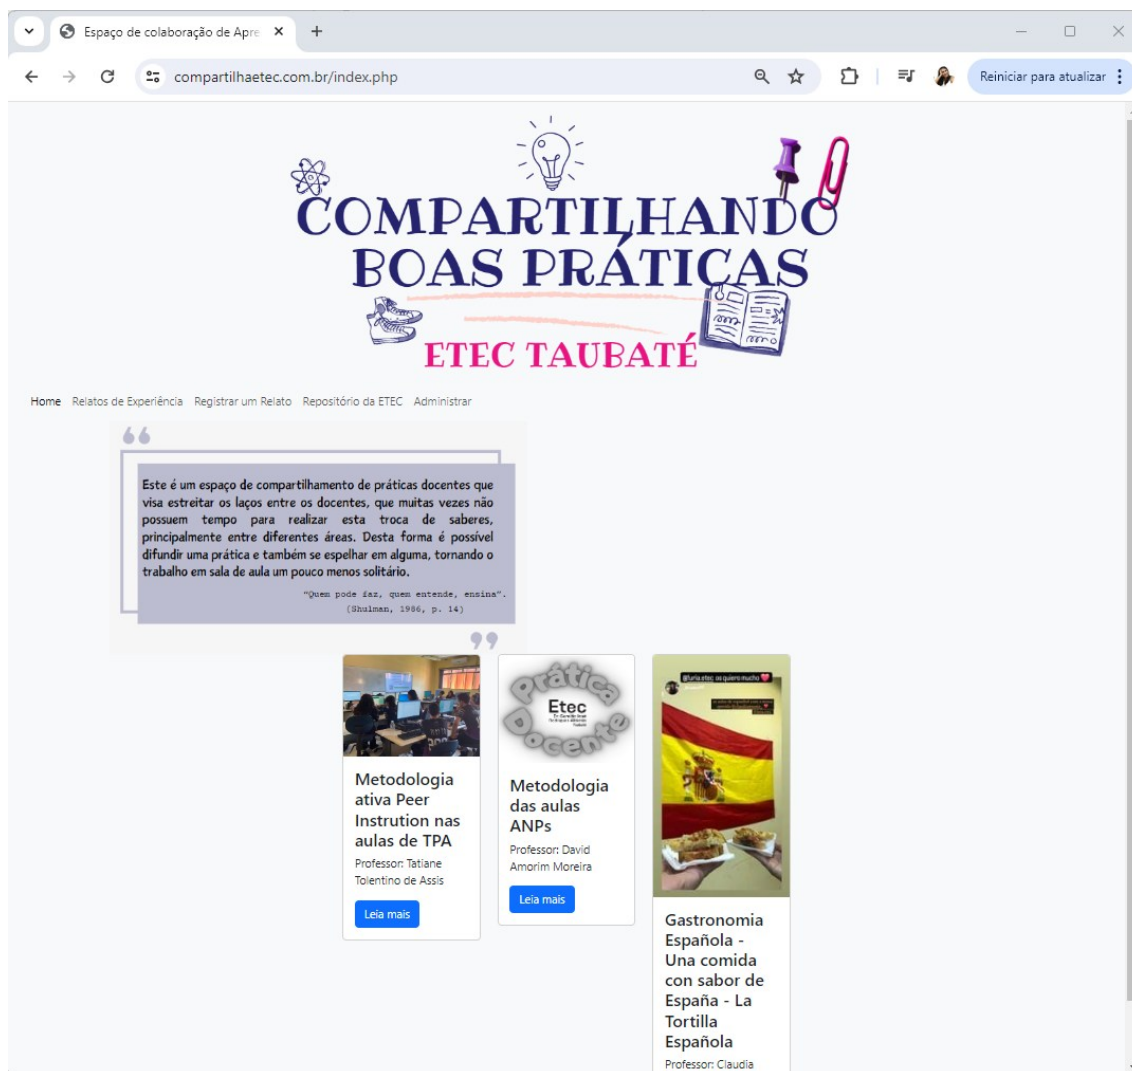 Espaço de colaboração de Apre
compartilhaetec.com.br/index.php
Reiniciar para atualizar
COMPARTILHANDO
BOAS PRÁTICAS
ETEC TAUBATÉ
Home Relatos de Experiência Registrar um Relato Repositório da ETEC Administrar
Este é um espaço de compartilhamento de práticas docentes que
visa estreitar os laços entre os docentes, que muitas vezes não
possuem tempo para realizar esta troca de saberes,
principalmente entre diferentes áreas. Desta forma é possível
difundir uma prática e também se espelhar em alguma, tornando o
trabalho em sala de aula um pouco menos solitário.
"Quem pode faz, quem entende, ensina".
(Shulman, 1986, p. 14)
Metodologia
ativa Peer
Instrution nas
aulas de TPA
Professor: Tatiane
Tolentino de Assis
Leia mais
Prática
Etec
Docente
Metodologia
das aulas
ANPs
Professor: David
Amorim Moreira
Leia mais
@furia.etec os quiero mucho
Gastronomia
Española -
Una comida
con sabor de
España - La
Tortilla
Española
Professor: Claudia